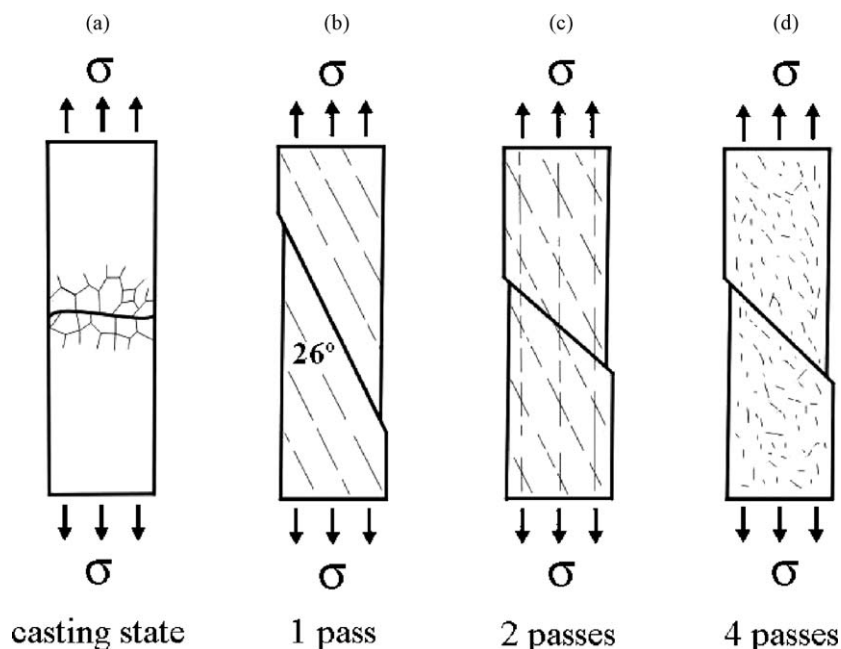 (a) (b) (c) (d)
σ σ σ σ
26°
σ σ σ σ
casting state 1 pass 2 passes 4 passes